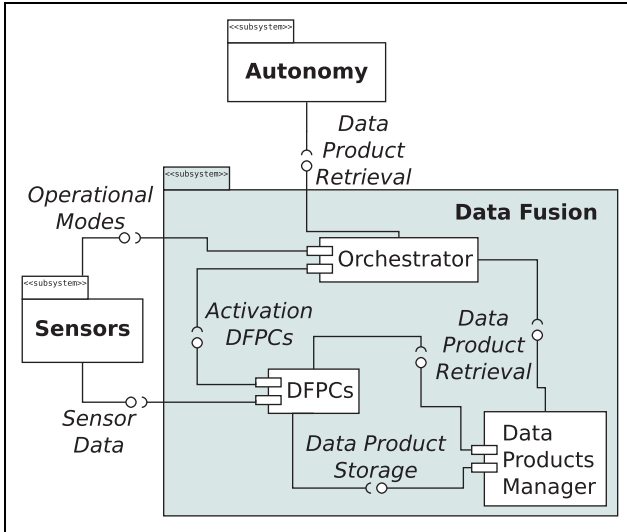 <<subsystem>>
Autonomy
Data
Product
Retrieval
<<subsystem>>
Operational
Modes
Data Fusion
Orchestrator
<<subsystem>>
Sensors
Activation
DFPCs
Data
Product
Retrieval
DFPCs
Sensor
Data
Data Product
Storage
Data
Products
Manager